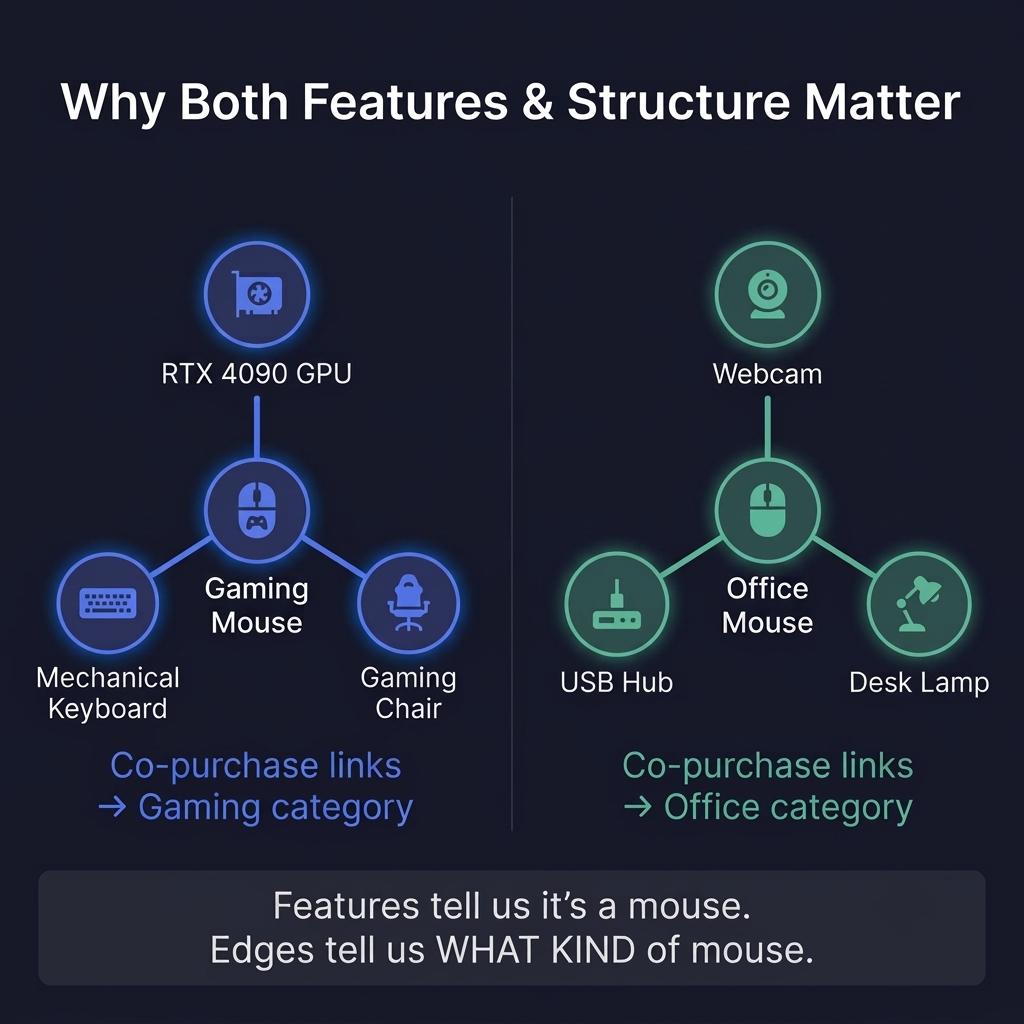 Why Both Features & Structure Matter
RTX 4090 GPU
Gaming
Mouse
Mechanical
Keyboard
Gaming
Chair
Co-purchase links
→ Gaming category
Webcam
Office
Mouse
USB Hub
Desk Lamp
Co-purchase links
→ Office category
Features tell us it’s a mouse.
Edges tell us WHAT KIND of mouse.